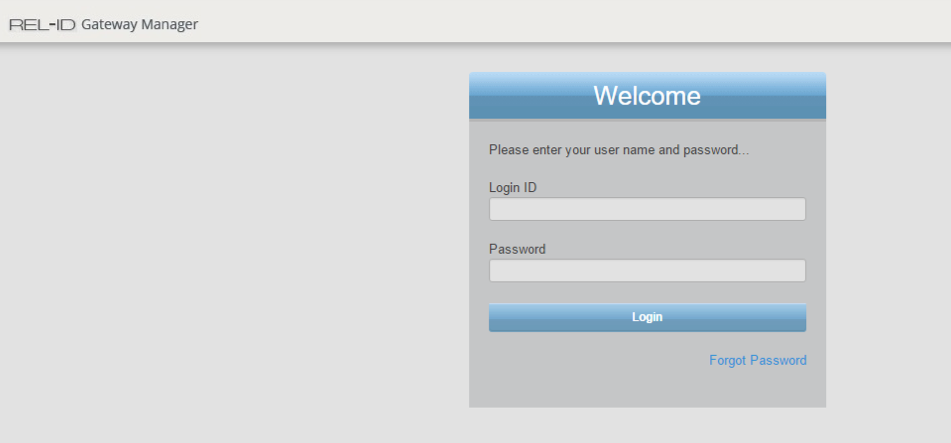 REL-ID Gateway Manager
Welcome
Please enter your user name and password...
Login ID
Password
Login
Forgot Password